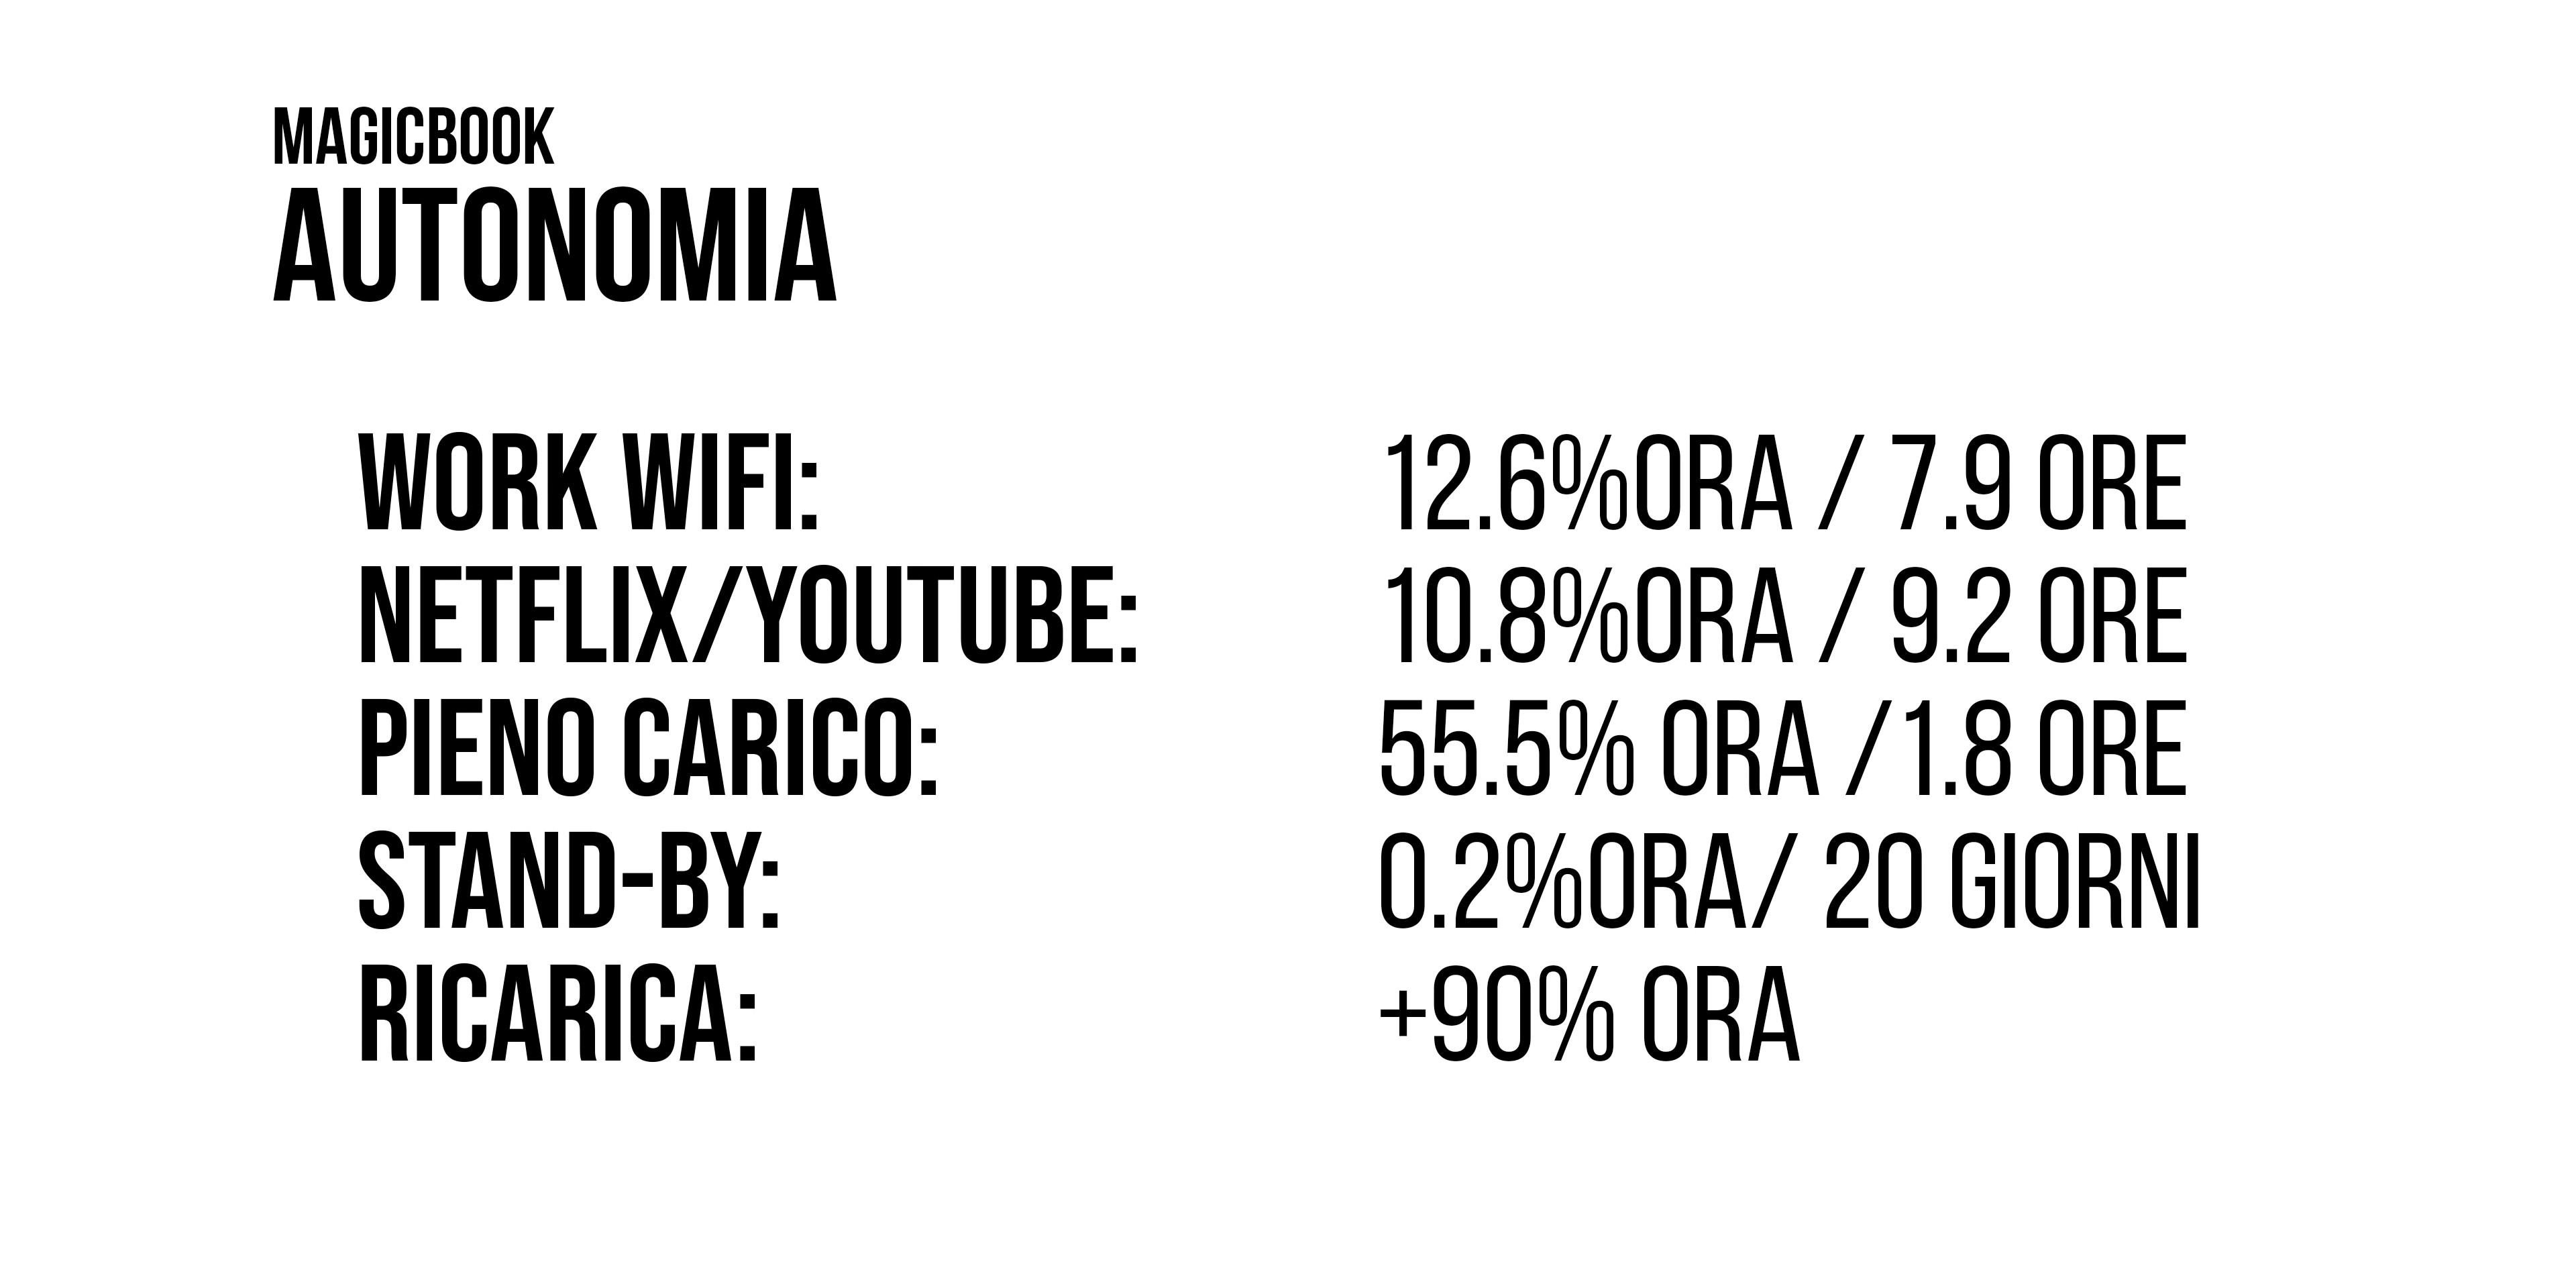 MAGICBOOK
AUTONOMIA
WORK WIFI: 12.6%ORA / 7.9 ORE
NETFLIX/YOUTUBE: 10.8%ORA / 9.2 ORE
PIENO CARICO: 55.5% ORA /1.8 ORE
STAND-BY: 0.2%ORA/ 20 GIORNI
RICARICA: +90% ORA